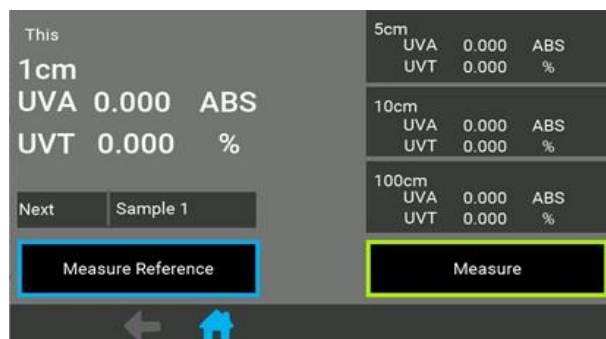 This
1cm
UVA 0.000 ABS
UVT 0.000 %
Next Sample 1
Measure Reference
5cm
UVA 0.000 ABS
UVT 0.000 %
10cm
UVA 0.000 ABS
UVT 0.000 %
100cm
UVA 0.000 ABS
UVT 0.000 %
Measure